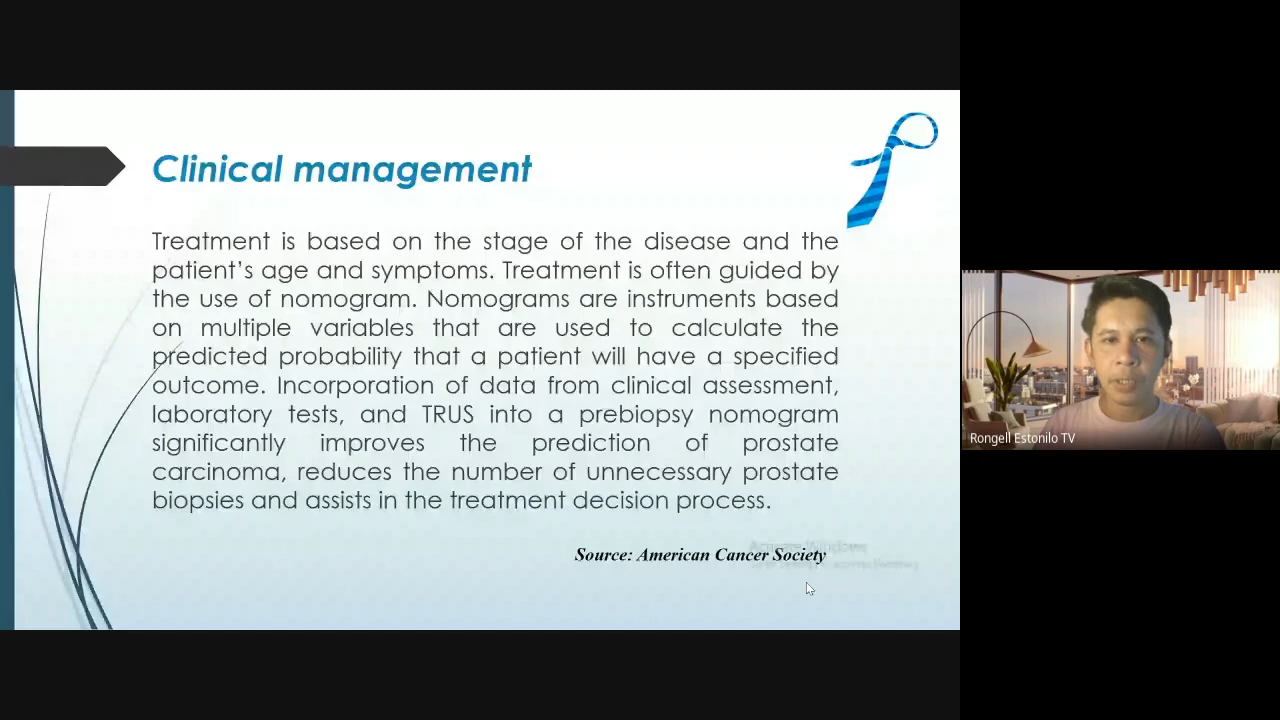 Clinical management
Treatment is based on the stage of the disease and the
patient's age and symptoms. Treatment is often guided by
the use of nomogram. Nomograms are instruments based
on multiple variables that are used to calculate the
predicted probability that a patient will have a specified
outcome. Incorporation of data from clinical assessment,
laboratory tests, and TRUS into a prebiopsy nomogram
significantly improves the prediction of prostate
carcinoma, reduces the number of unnecessary prostate
biopsies and assists in the treatment decision process.
Source: American Cancer Society
Rongell Estonilo TV